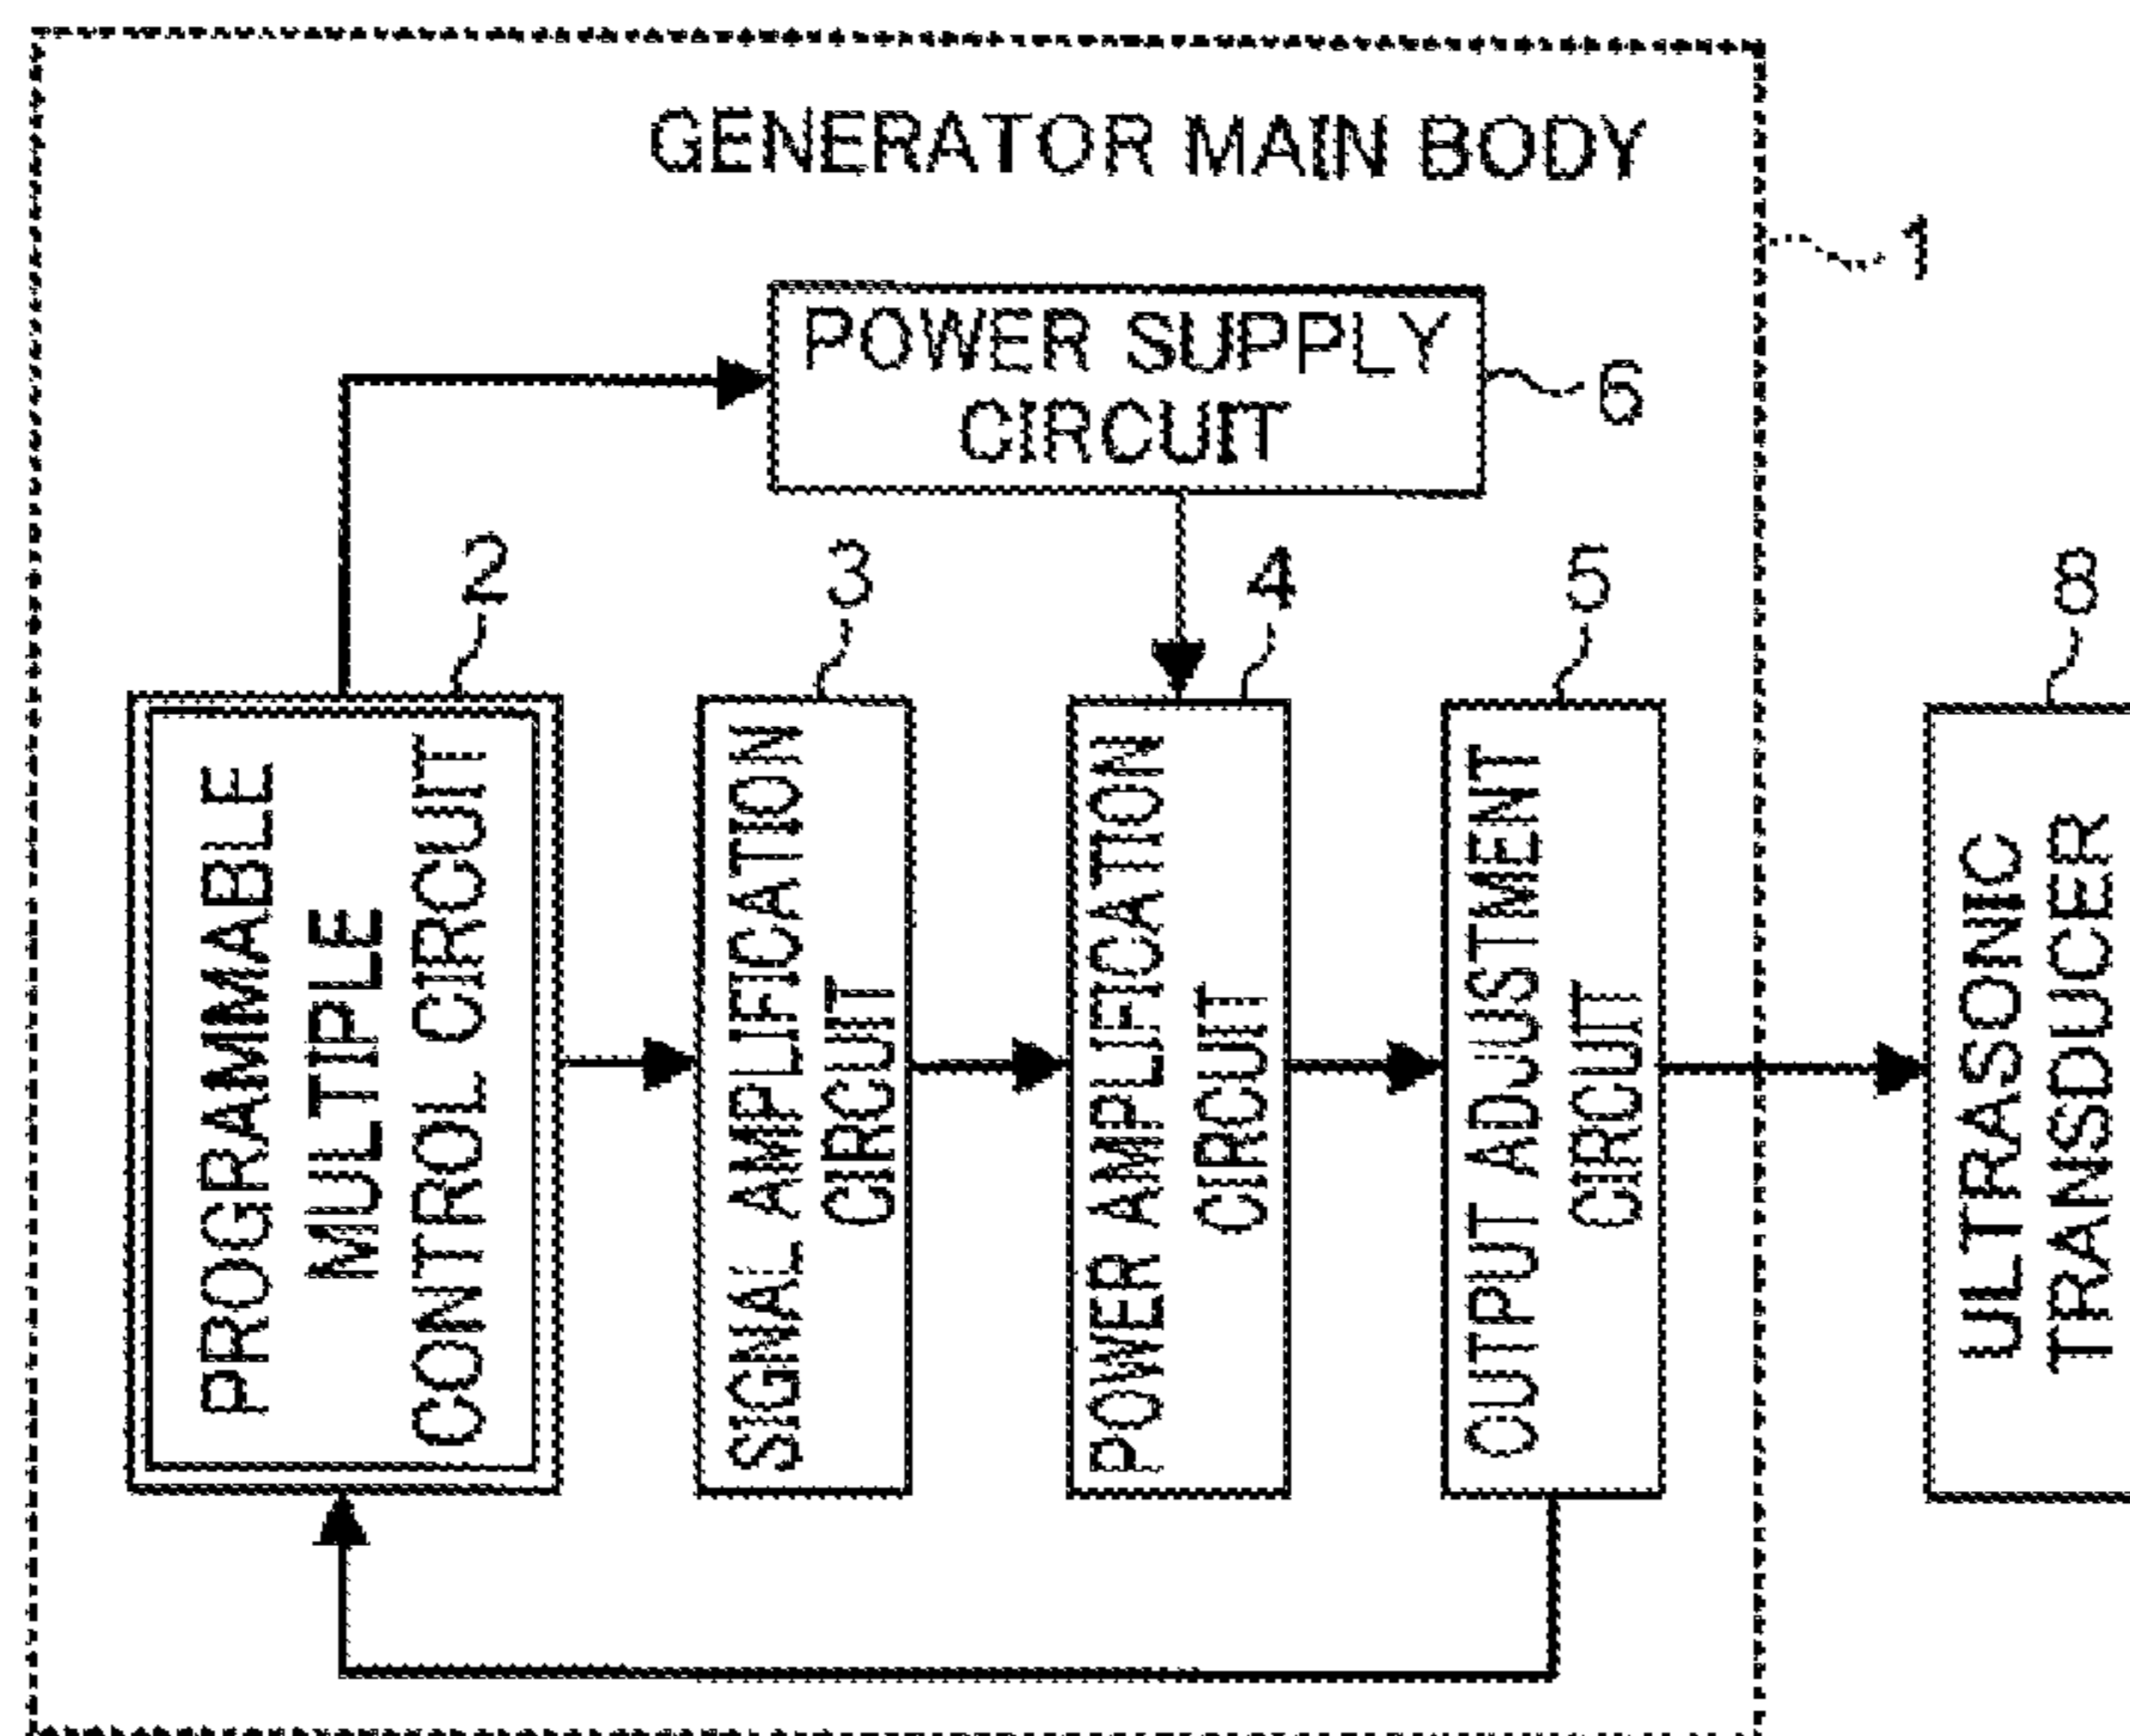 GENERATOR MAIN BODY
1
POWER SUPPLY
CIRCUIT
6
2
3
4
5
8
PROGRAMMABLE
MULTIPLE
CONTROL CIRCUIT
SIGNAL AMPLIFICATION
CIRCUIT
POWER AMPLIFICATION
CIRCUIT
OUTPUT ADJUSTMENT
CIRCUIT
ULTRASONIC
TRANSDUCER